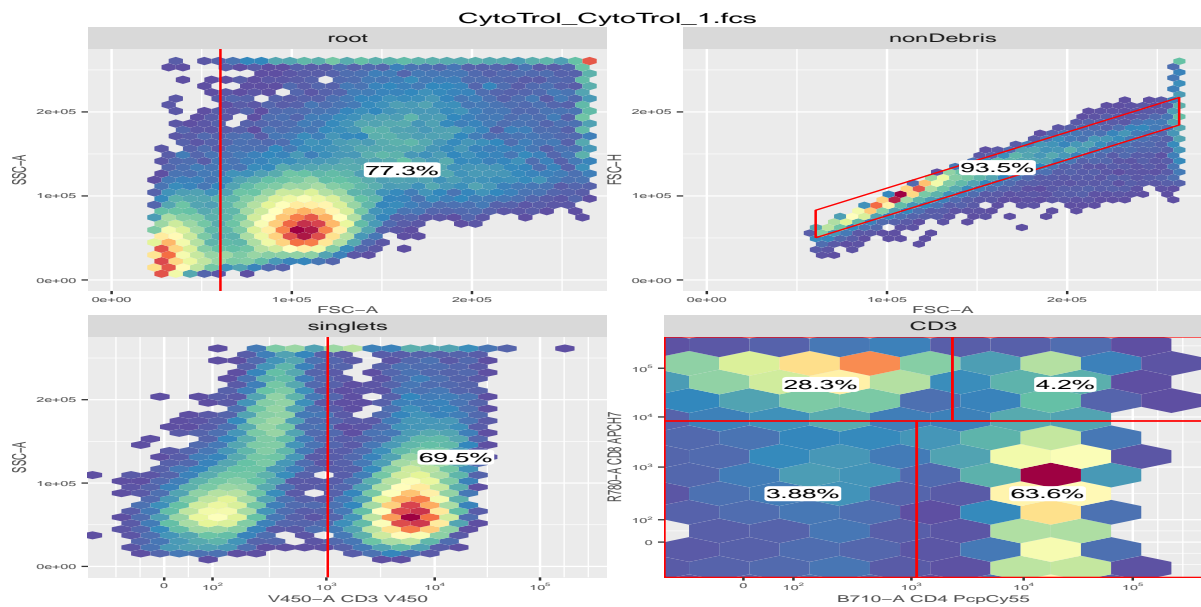 CytoTrol_CytoTrol_1.fcs
root
nonDebris
SSC−A
2e+05
1e+05
0e+00
77.3%
0e+00
1e+05
2e+05
FSC−A
FSC−H
2e+05
1e+05
0e+00
93.5%
0e+00
1e+05
2e+05
FSC−A
singlets
CD3
SSC−A
2e+05
1e+05
0e+00
69.5%
0
10²
10³
10⁴
10⁵
V450−A CD3 V450
R780−A CD8 APCH7
10⁵
10⁴
10³
10²
0
28.3%
4.2%
3.88%
63.6%
0
10²
10³
10⁴
10⁵
B710−A CD4 PcpCy55